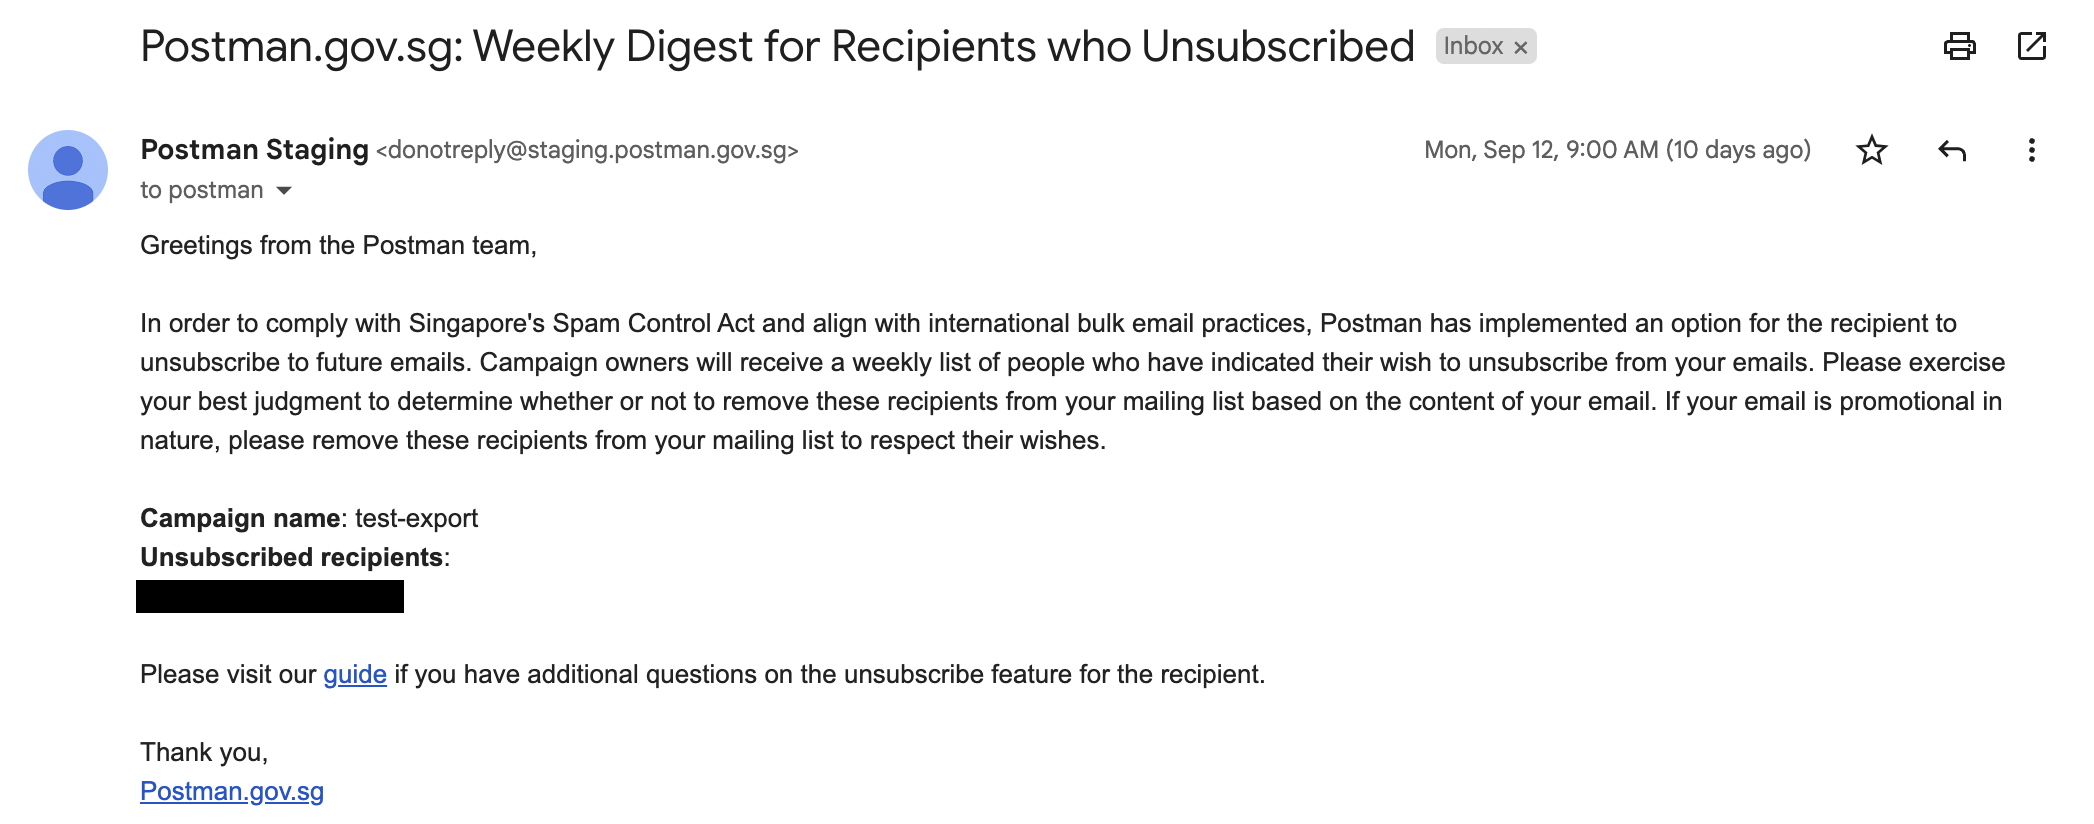 Postman.gov.sg: Weekly Digest for Recipients who Unsubscribed Inbox ×
Postman Staging <donotreply@staging.postman.gov.sg> Mon, Sep 12, 9:00 AM (10 days ago)
to postman
Greetings from the Postman team,
In order to comply with Singapore's Spam Control Act and align with international bulk email practices, Postman has implemented an option for the recipient to
unsubscribe to future emails. Campaign owners will receive a weekly list of people who have indicated their wish to unsubscribe from your emails. Please exercise
your best judgment to determine whether or not to remove these recipients from your mailing list based on the content of your email. If your email is promotional in
nature, please remove these recipients from your mailing list to respect their wishes.
Campaign name: test-export
Unsubscribed recipients:
Please visit our guide if you have additional questions on the unsubscribe feature for the recipient.
Thank you,
Postman.gov.sg